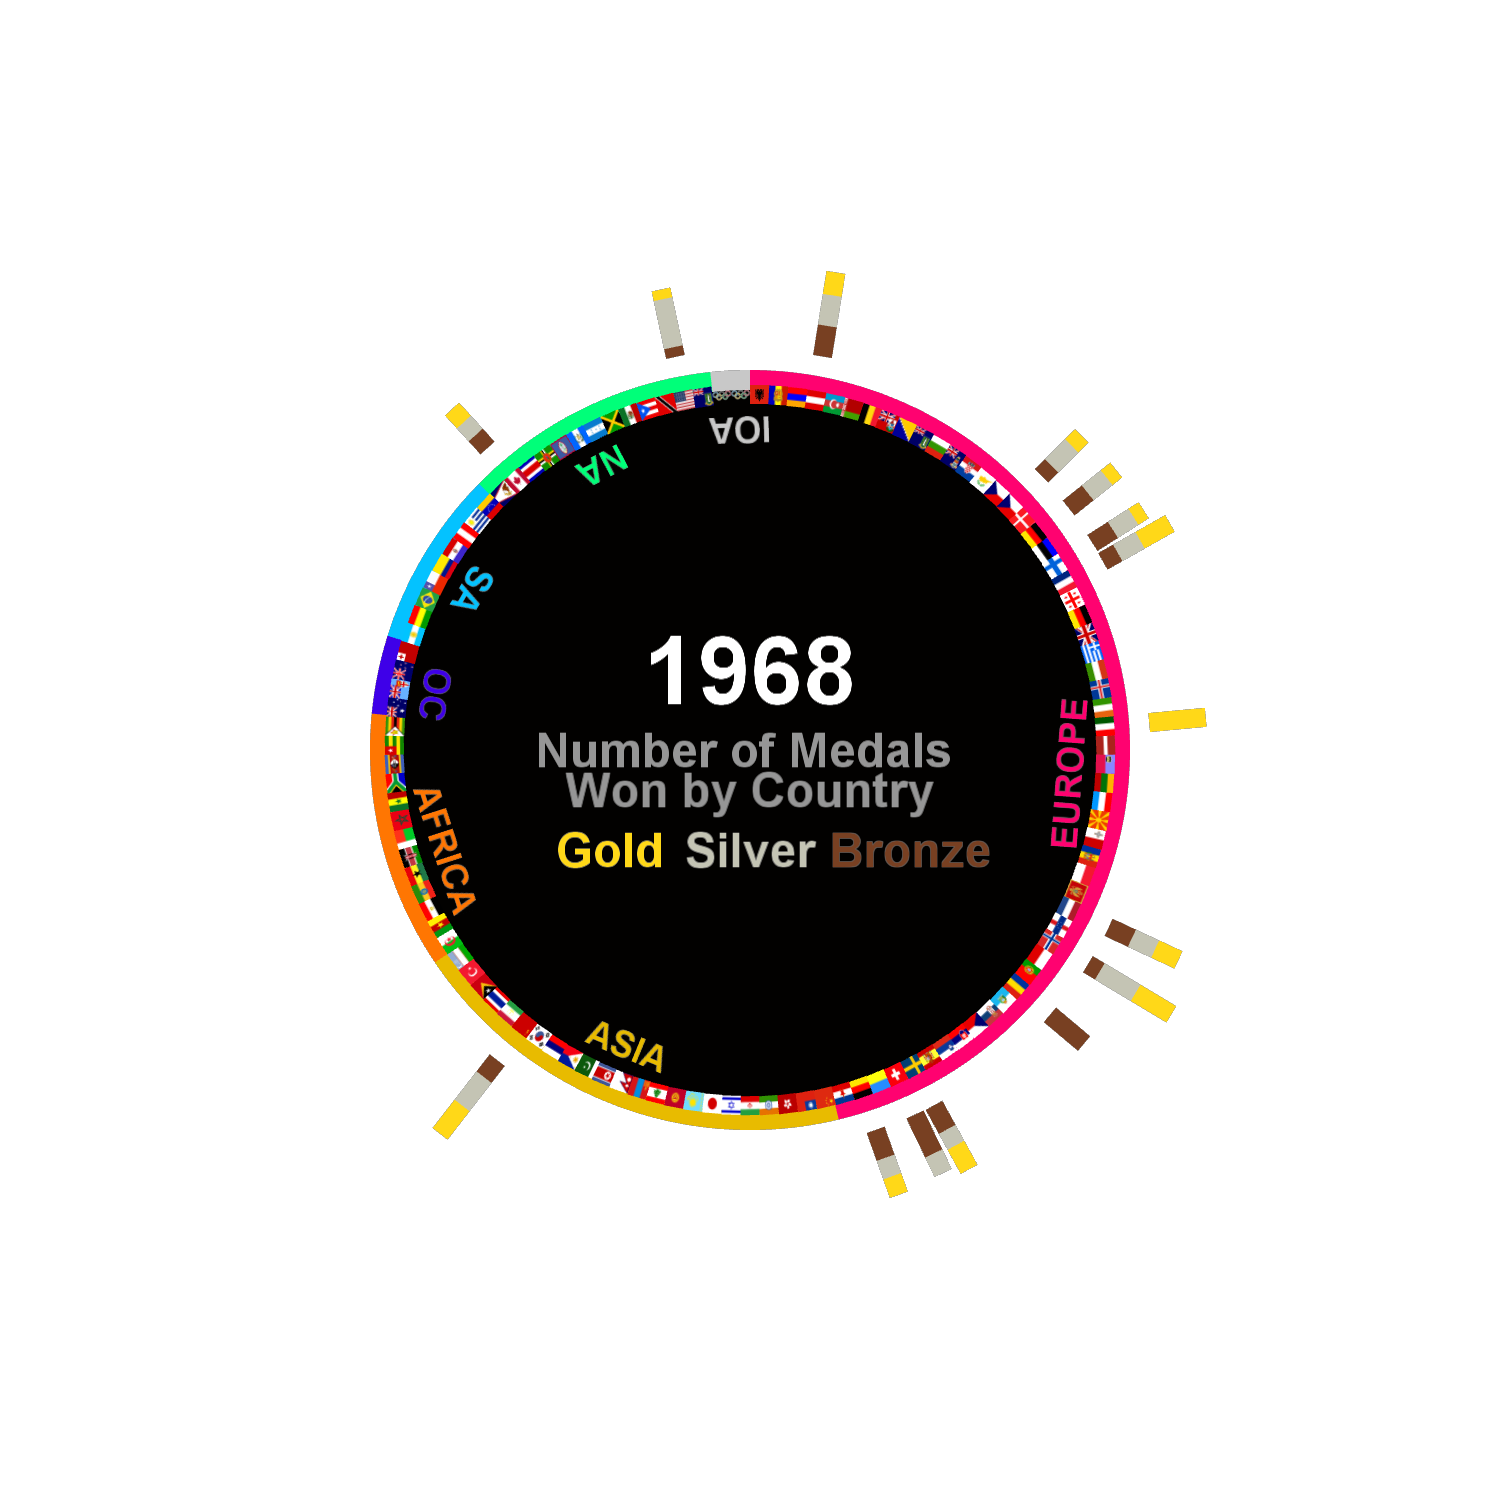 IOA
NA
SA
OC
EUROPE
AFRICA
ASIA
1968
Number of Medals
Won by Country
Gold Silver Bronze